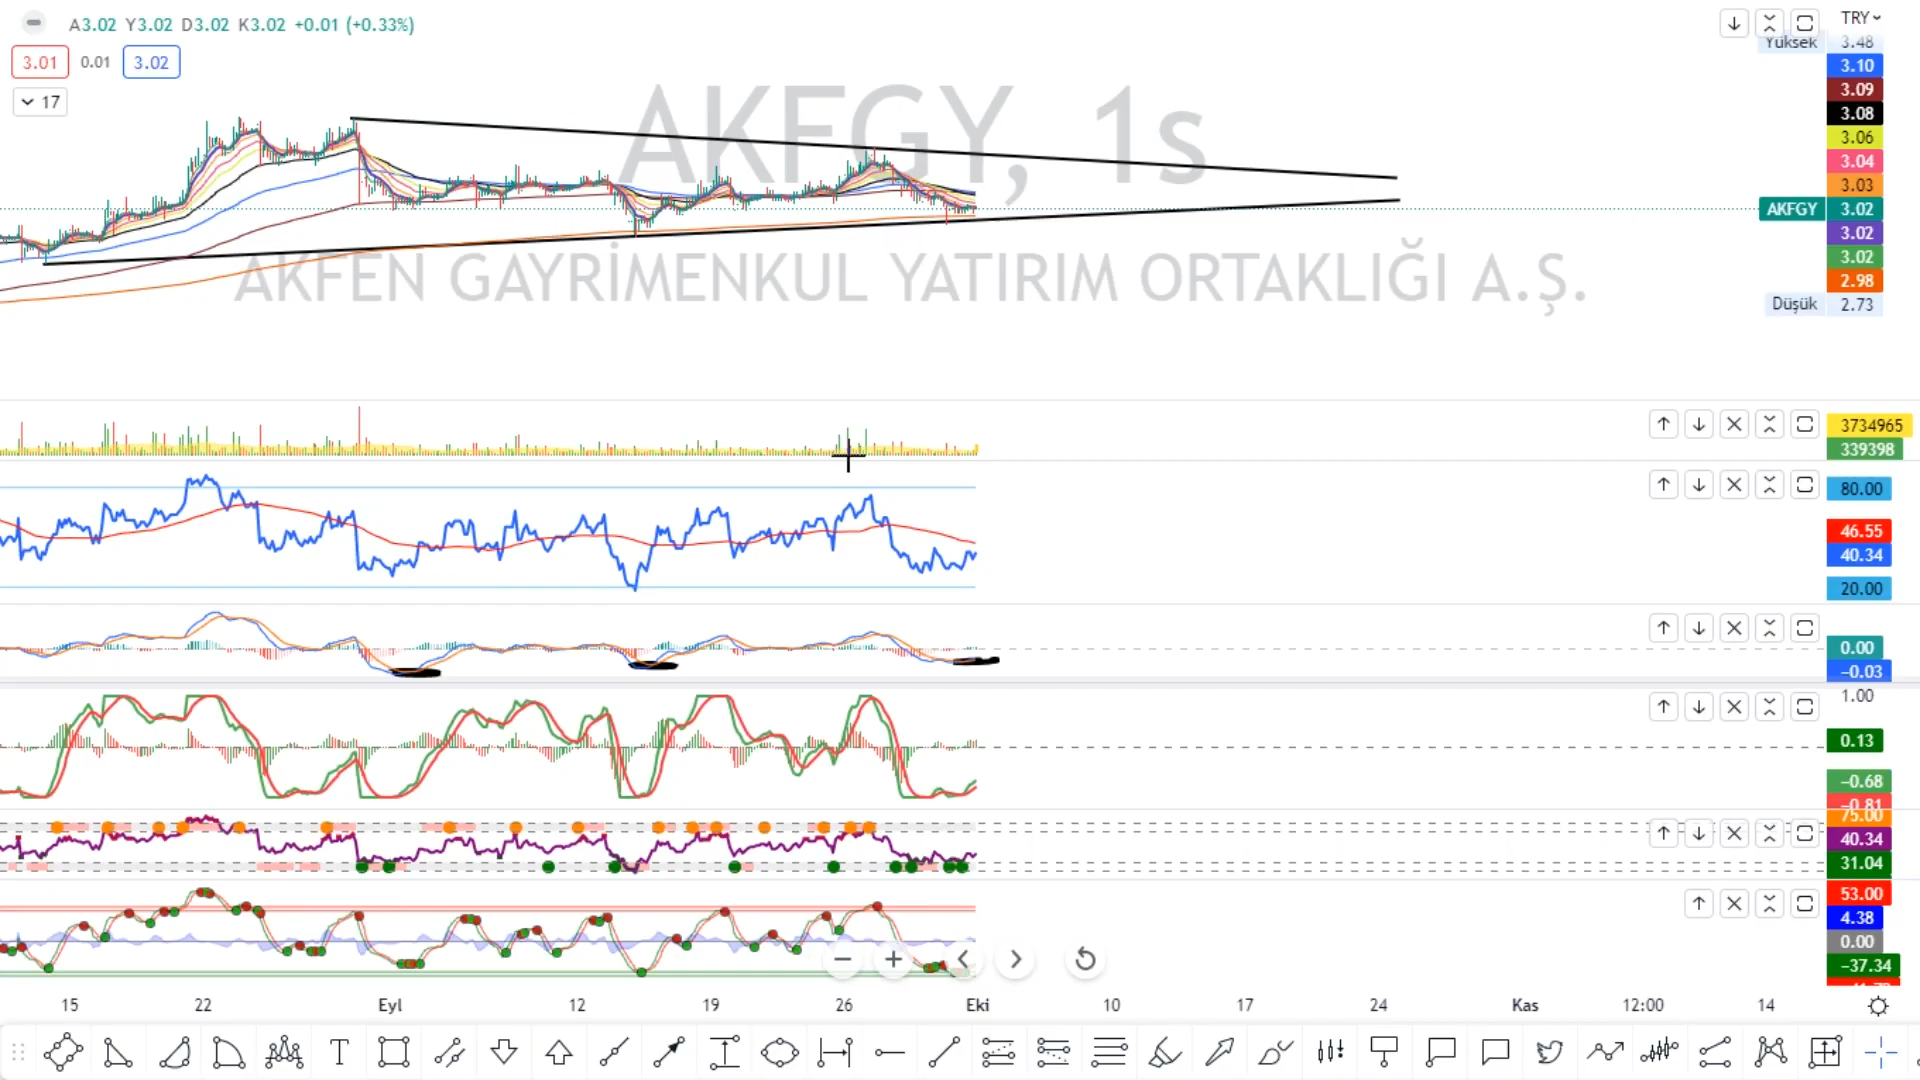 A3.02 Y3.02 D3.02 K3.02 +0.01 (+0.33%)
3.01 0.01 3.02
17
AKFGY, 1s
AKFEN GAYRİMENKUL YATIRIM ORTAKLIĞI A.Ş.
TRY
Yüksek 3.48
3.10
3.09
3.08
3.06
3.04
3.03
AKFGY 3.02
3.02
3.02
2.98
Düşük 2.73
3734965
339398
80.00
46.55
40.34
20.00
0.00
−0.03
1.00
0.13
−0.68
−0.81
75.00
40.34
31.04
53.00
4.38
0.00
−37.34
15 22 Eyl 12 19 26 Eki 10 17 24 Kas 12:00 14
T